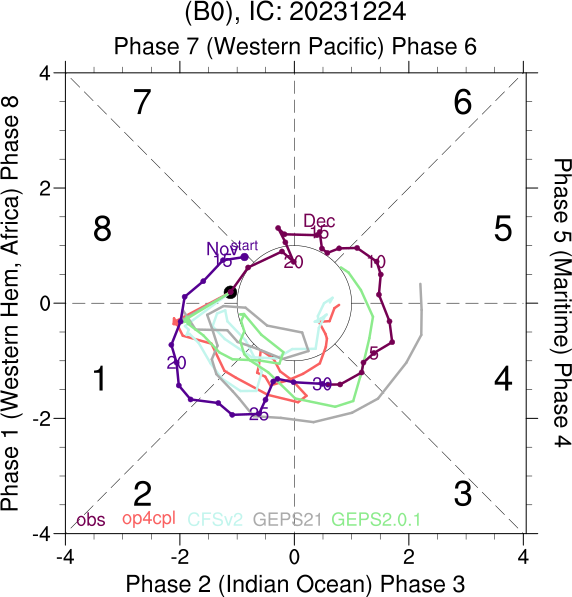 (B0), IC: 20231224
Phase 7 (Western Pacific) Phase 6
Phase 1 (Western Hem, Africa) Phase 8
Phase 5 (Maritime) Phase 4
4
2
0
-2
-4
7
6
8
5
1
4
2
3
Dec
15
Nov
start
15
20
10
5
20
30
25
obs
op4cpl
CFSv2
GEPS21
GEPS2.0.1
-4
-2
0
2
4
Phase 2 (Indian Ocean) Phase 3